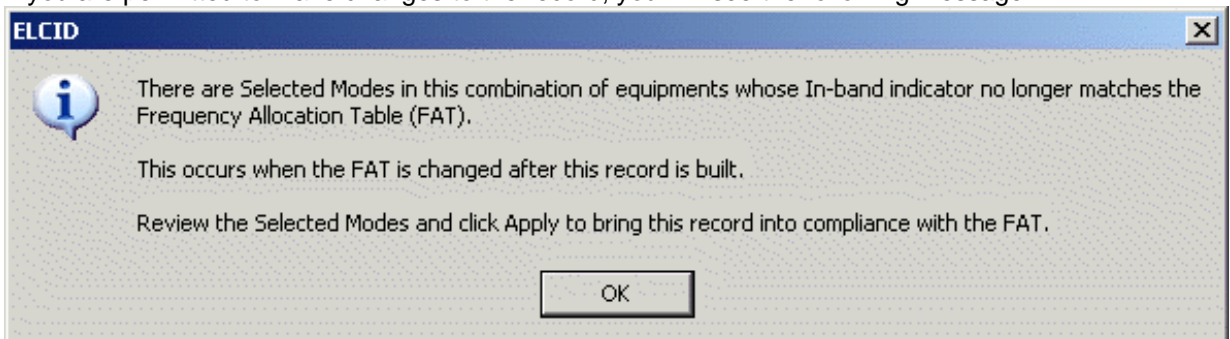 ELCID
There are Selected Modes in this combination of equipments whose In-band indicator no longer matches the
Frequency Allocation Table (FAT).
This occurs when the FAT is changed after this record is built.
Review the Selected Modes and click Apply to bring this record into compliance with the FAT.
OK